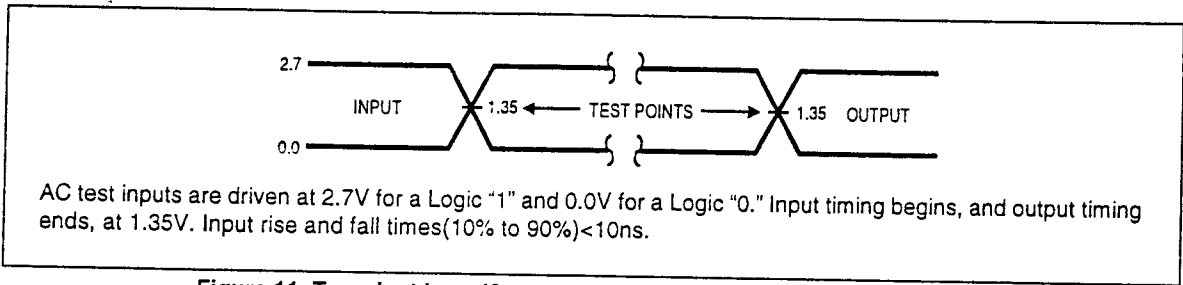 2.7
INPUT 1.35 TEST POINTS 1.35 OUTPUT
0.0
AC test inputs are driven at 2.7V for a Logic “1” and 0.0V for a Logic “0.” Input timing begins, and output timing
ends, at 1.35V. Input rise and fall times(10% to 90%)<10ns.